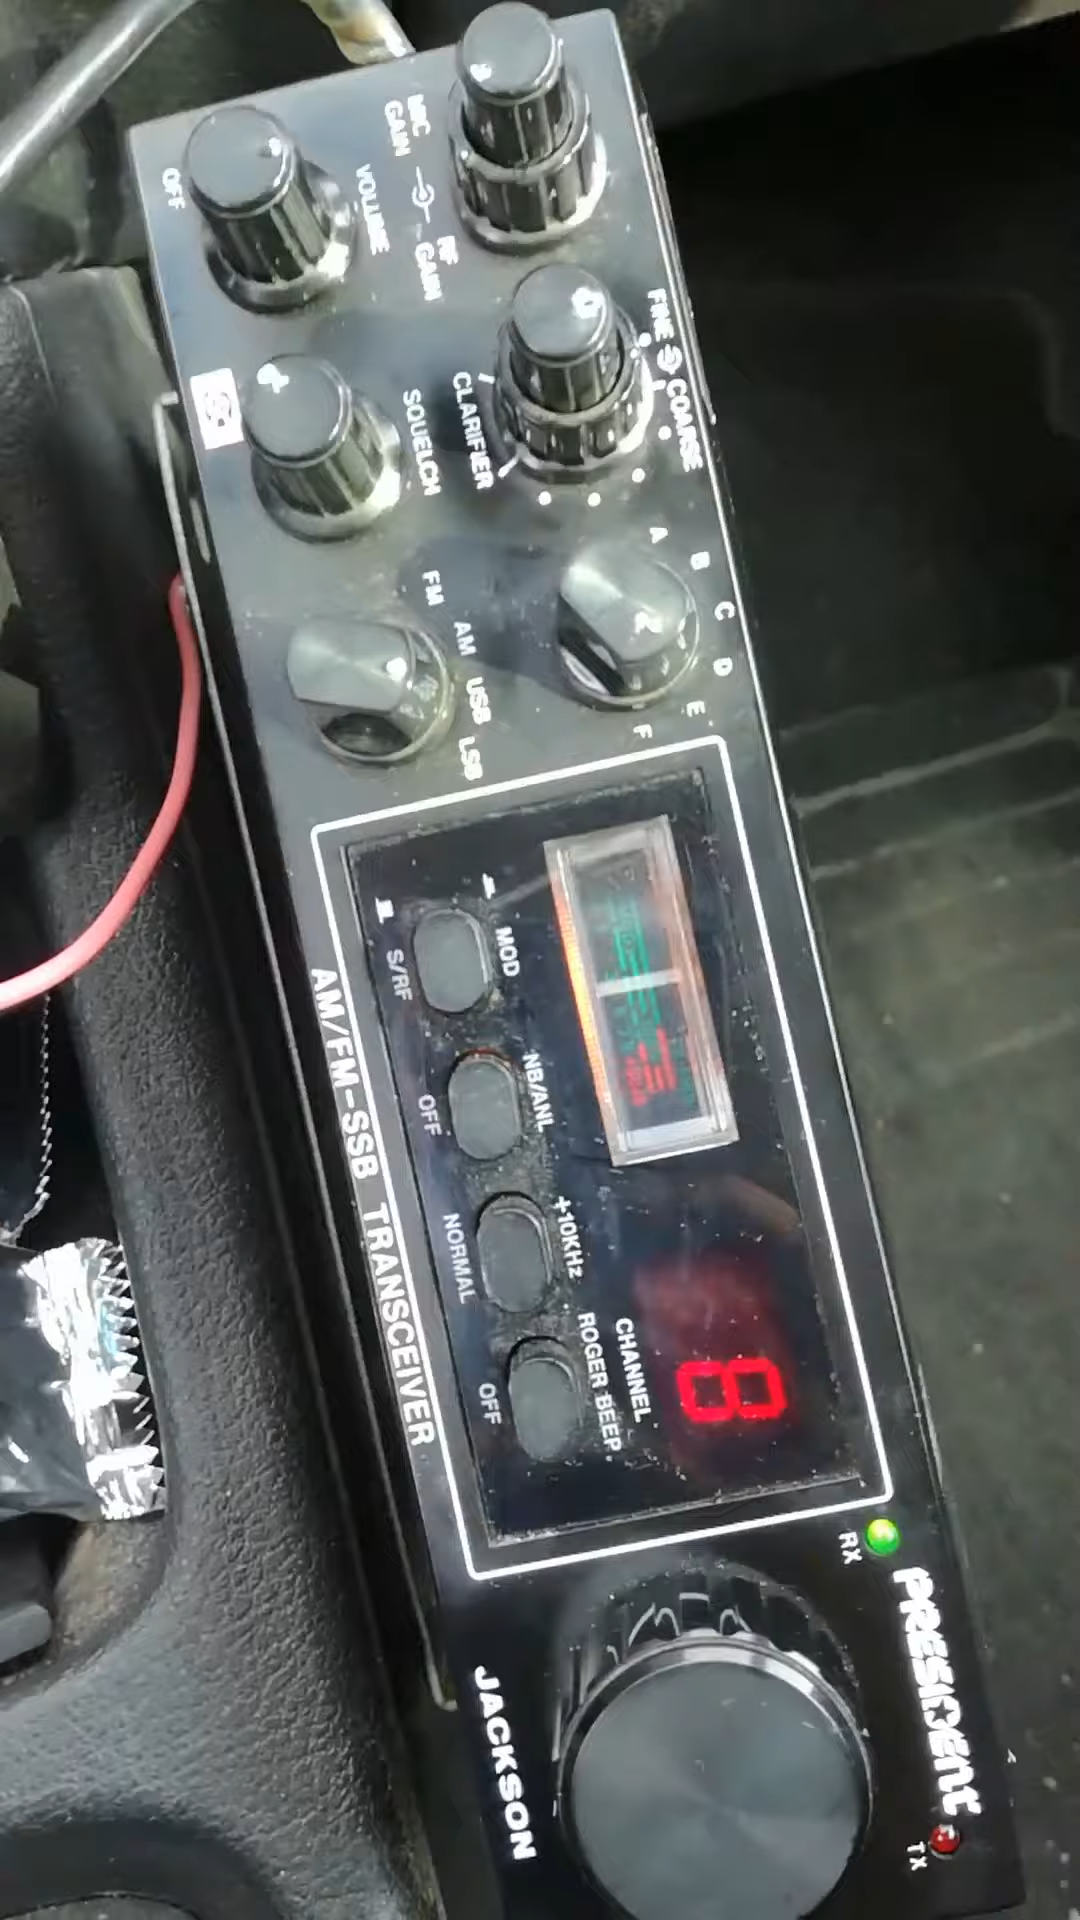 PRESIDENT
RX
TX
JACKSON
FINE COARSE
CLARIFIER
MIC GAIN
RF GAIN
OFF
VOLUME
SQUELCH
A
B
C
D
E
F
FM
AM
USB
LSB
MOD
S/RF
NB/ANL
OFF
+10KHz
NORMAL
CHANNEL
ROGER BEEP
OFF
8
AM/FM-SSB TRANSCEIVER